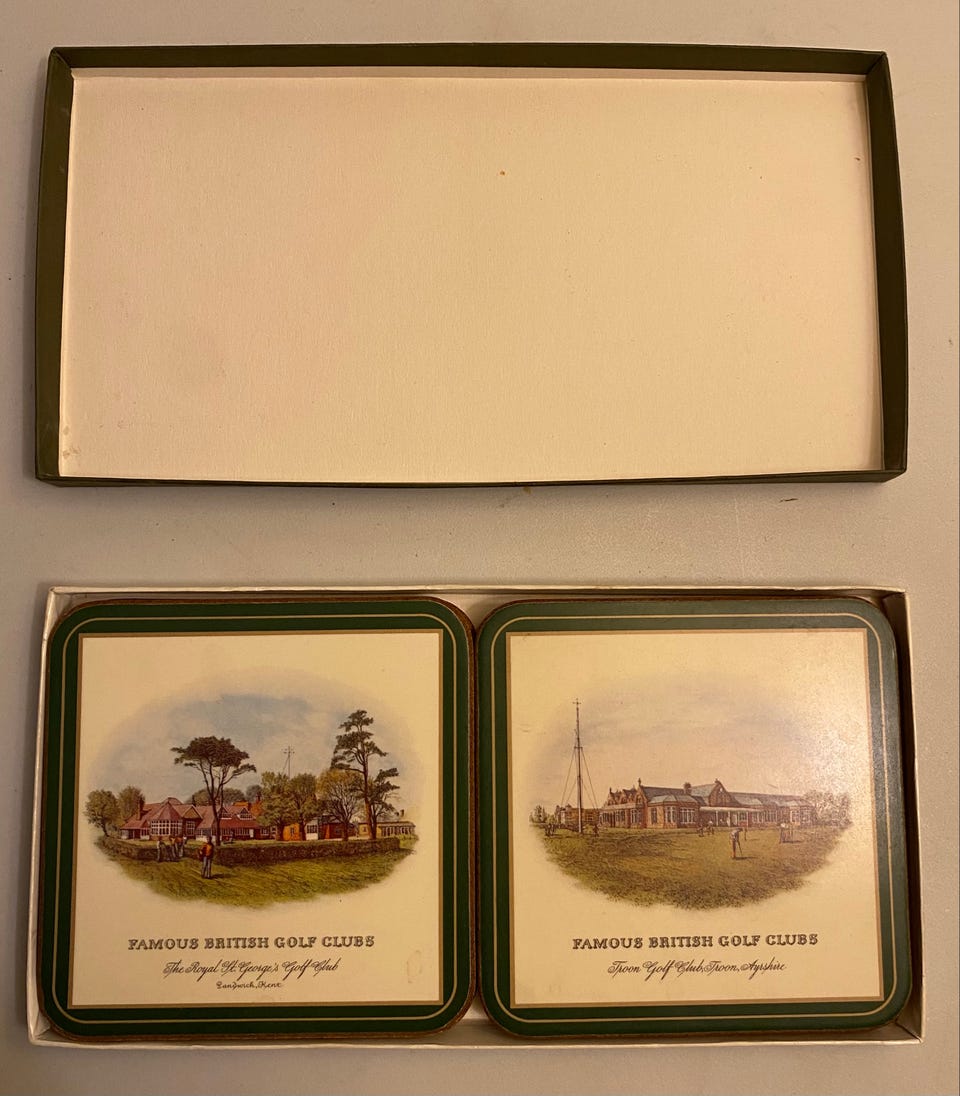 FAMOUS BRITISH GOLF CLUBS
The Royal St. George's Golf Club
Sandwich, Kent
FAMOUS BRITISH GOLF CLUBS
Troon Golf Club, Troon, Ayrshire